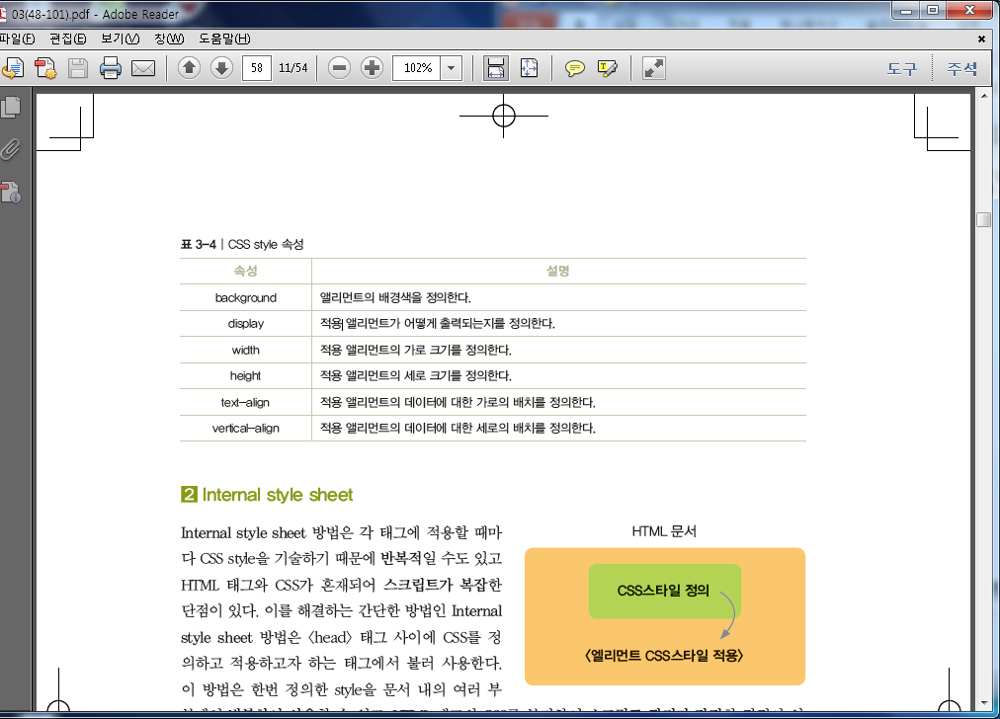 03(48-101).pdf - Adobe Reader
파일(F) 편집(E) 보기(V) 창(W) 도움말(H)
58 11/54 102% 도구 주석
표 3-4 | CSS style 속성
속성 설명
background 앨리먼트의 배경색을 정의한다.
display 적용 앨리먼트가 어떻게 출력되는지를 정의한다.
width 적용 앨리먼트의 가로 크기를 정의한다.
height 적용 앨리먼트의 세로 크기를 정의한다.
text-align 적용 앨리먼트의 데이터에 대한 가로의 배치를 정의한다.
vertical-align 적용 앨리먼트의 데이터에 대한 세로의 배치를 정의한다.
2 Internal style sheet
Internal style sheet 방법은 각 태그에 적용할 때마
다 CSS style을 기술하기 때문에 반복적일 수도 있고
HTML 태그와 CSS가 혼재되어 스크립트가 복잡한
단점이 있다. 이를 해결하는 간단한 방법인 Internal
style sheet 방법은 〈head〉 태그 사이에 CSS를 정
의하고 적용하고자 하는 태그에서 불러 사용한다.
이 방법은 한번 정의한 style을 문서 내의 여러 부
HTML 문서
CSS스타일 정의
〈엘리먼트 CSS스타일 적용〉